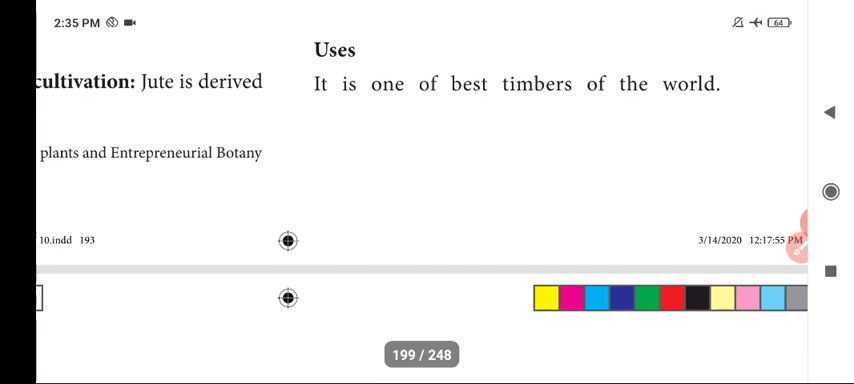 2:35 PM
64
Uses
cultivation: Jute is derived
It is one of best timbers of the world.
plants and Entrepreneurial Botany
10.indd 193
3/14/2020 12:17:55 PM
199 / 248